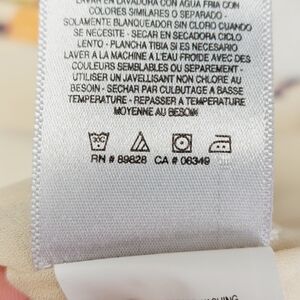 LAVAR EN LAVADORA CON AGUA FRIA CON
COLORES SIMILARES O SEPARADO -
SOLAMENTE BLANQUEADOR SIN CLORO CUANDO
SE NECESITE - SECAR EN SECADORA CICLO
LENTO - PLANCHA TIBIA SI ES NECESARIO
LAVER A LA MACHINE A L'EAU FROIDE AVEC DES
COULEURS SEMBLABLES OU SEPAREMENT -
UTILISER UN JAVELLISANT NON CHLORE AU
BESOIN - SECHAR PAR CULBUTAGE A BASSE
TEMPERATURE - REPASSER A TEMPERATURE
MOYENNE AU BESOIN
RN # 89828 CA # 06349